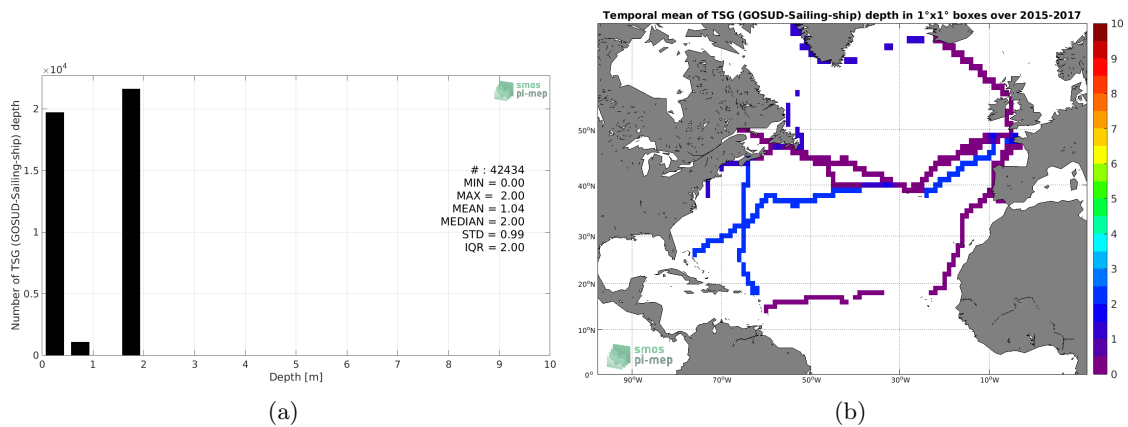 ×10⁴
Number of TSG (GOSUD-Sailing-ship) depth
2
1.5
1
0.5
0
smos
pi-mep
# : 42434
MIN = 0.00
MAX = 2.00
MEAN = 1.04
MEDIAN = 2.00
STD = 0.99
IQR = 2.00
0 1 2 3 4 5 6 7 8 9 10
Depth [m]
(a)
Temporal mean of TSG (GOSUD-Sailing-ship) depth in 1°x1° boxes over 2015-2017
50°N
40°N
30°N
20°N
10°N
0°
90°W 70°W 50°W 30°W 10°W
smos
pi-mep
10
9
8
7
6
5
4
3
2
1
0
(b)